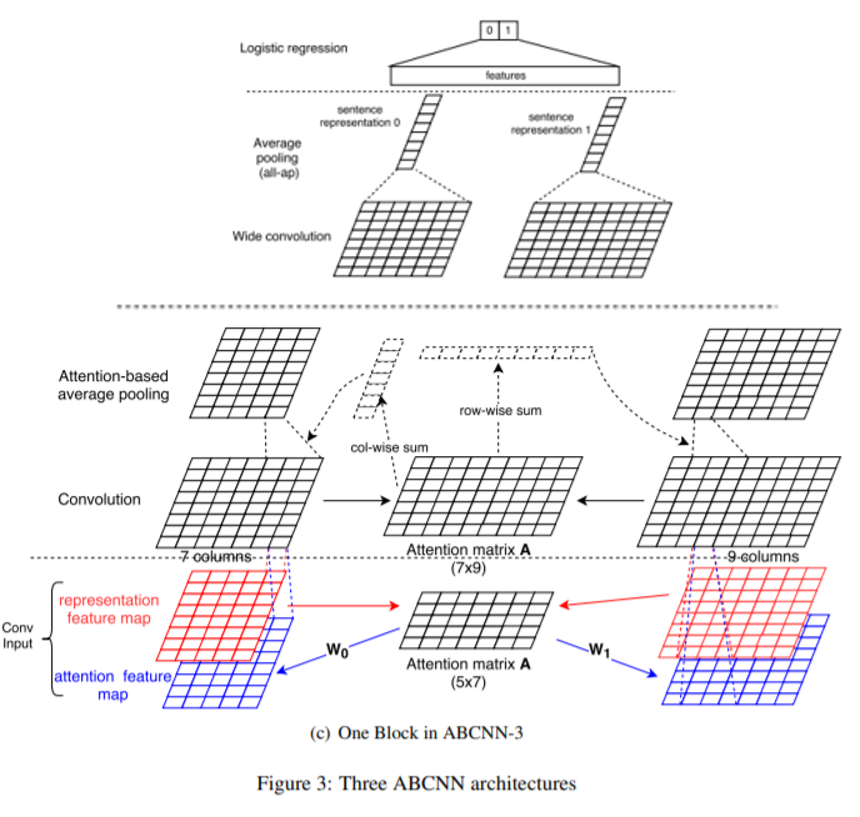 0 1
Logistic regression
features
sentence
representation 0
sentence
representation 1
Average
pooling
(all-ap)
Wide convolution
Attention-based
average pooling
row-wise sum
col-wise sum
Convolution
7 columns
Attention matrix A
(7x9)
9 columns
representation
feature map
Conv
Input
W0
W1
Attention matrix A
(5x7)
attention feature
map
(c) One Block in ABCNN-3
Figure 3: Three ABCNN architectures